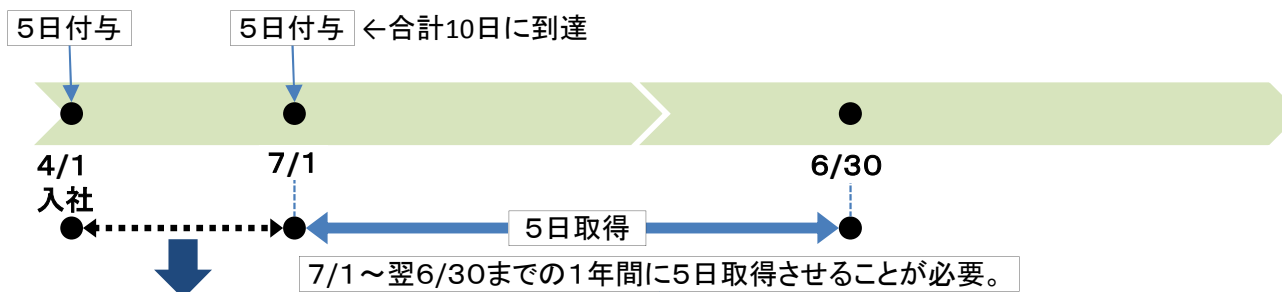 ５日付与
５日付与 ←合計10日に到達
4/1
入社
7/1
6/30
５日取得
7/1～翌6/30までの１年間に５日取得させることが必要。